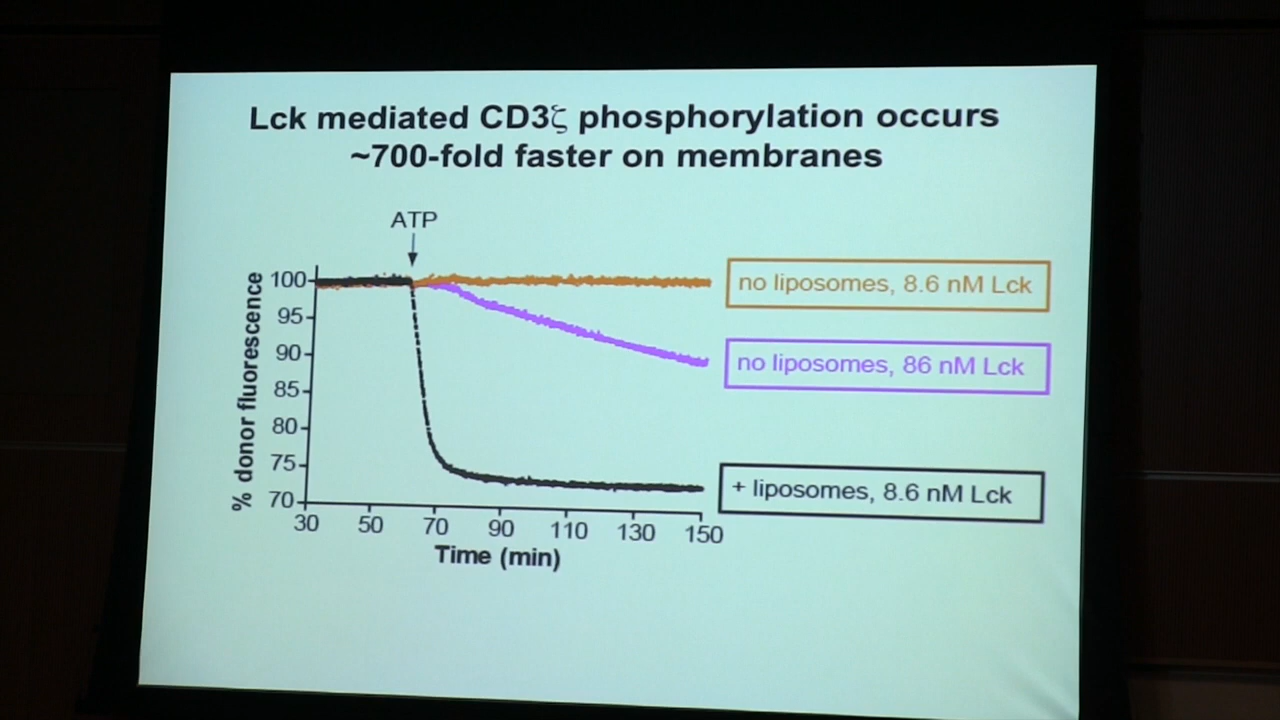 Lck mediated CD3ζ phosphorylation occurs
~700-fold faster on membranes
ATP
% donor fluorescence
100
95
90
85
80
75
70
30 50 70 90 110 130 150
Time (min)
no liposomes, 8.6 nM Lck
no liposomes, 86 nM Lck
+ liposomes, 8.6 nM Lck